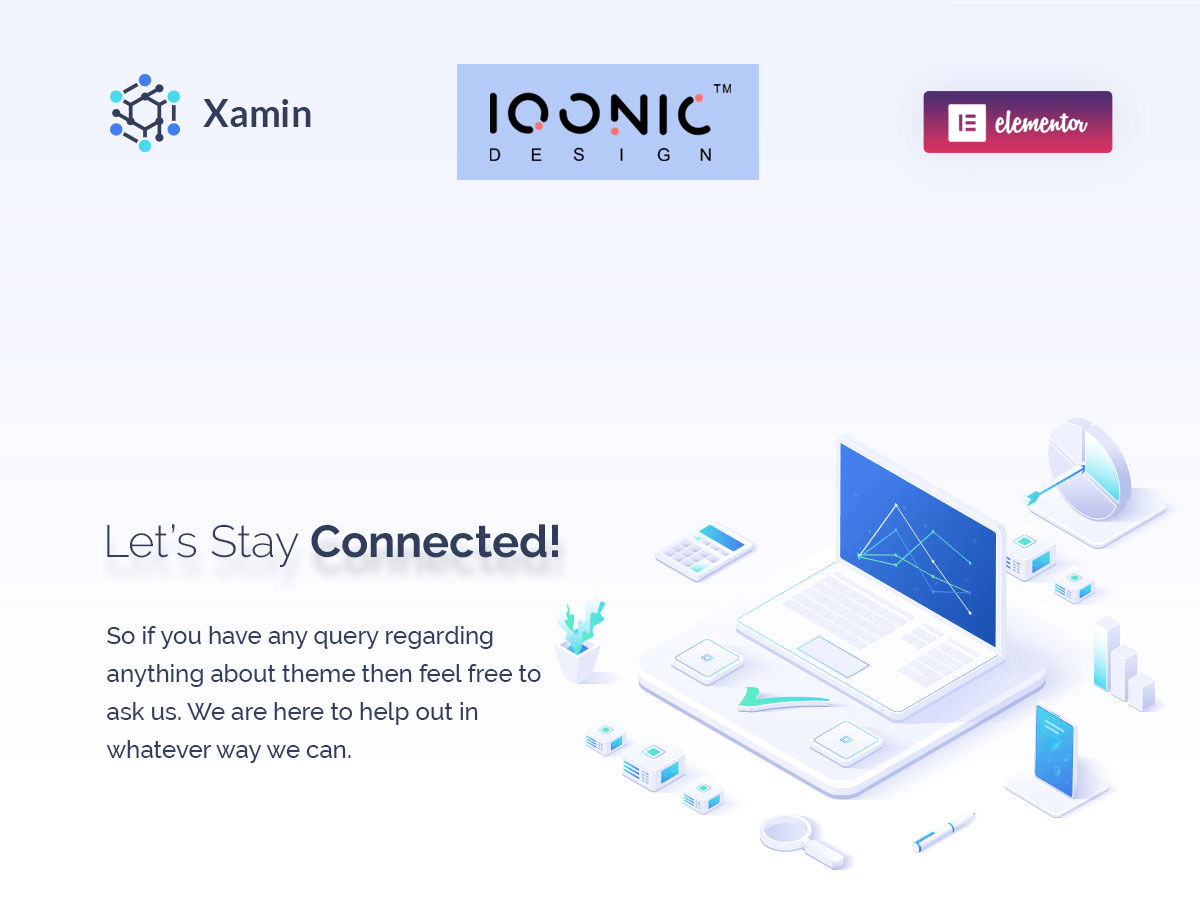 Xamin
IQONIC™
DESIGN
elementor
Let's Stay Connected!
So if you have any query regarding
anything about theme then feel free to
ask us. We are here to help out in
whatever way we can.